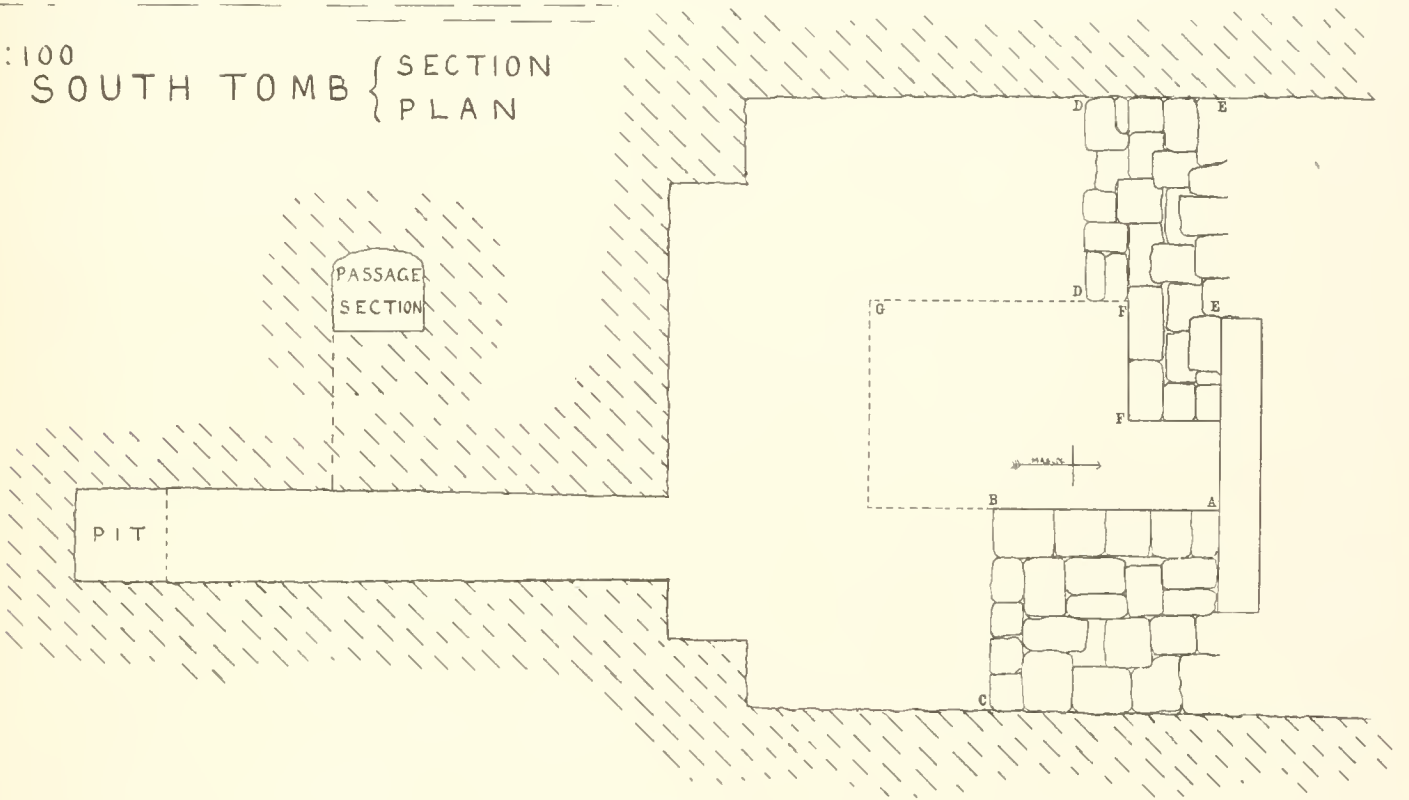 :100
SOUTH TOMB { SECTION
PLAN
PASSAGE
SECTION
PIT
D
E
D
E
G
F
F
B
A
C